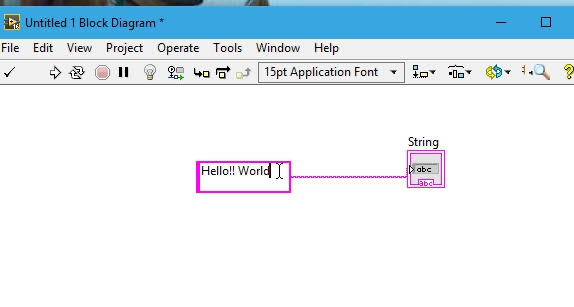 Untitled 1 Block Diagram *
File Edit View Project Operate Tools Window Help
15pt Application Font
String
Hello!! World
abc
abc